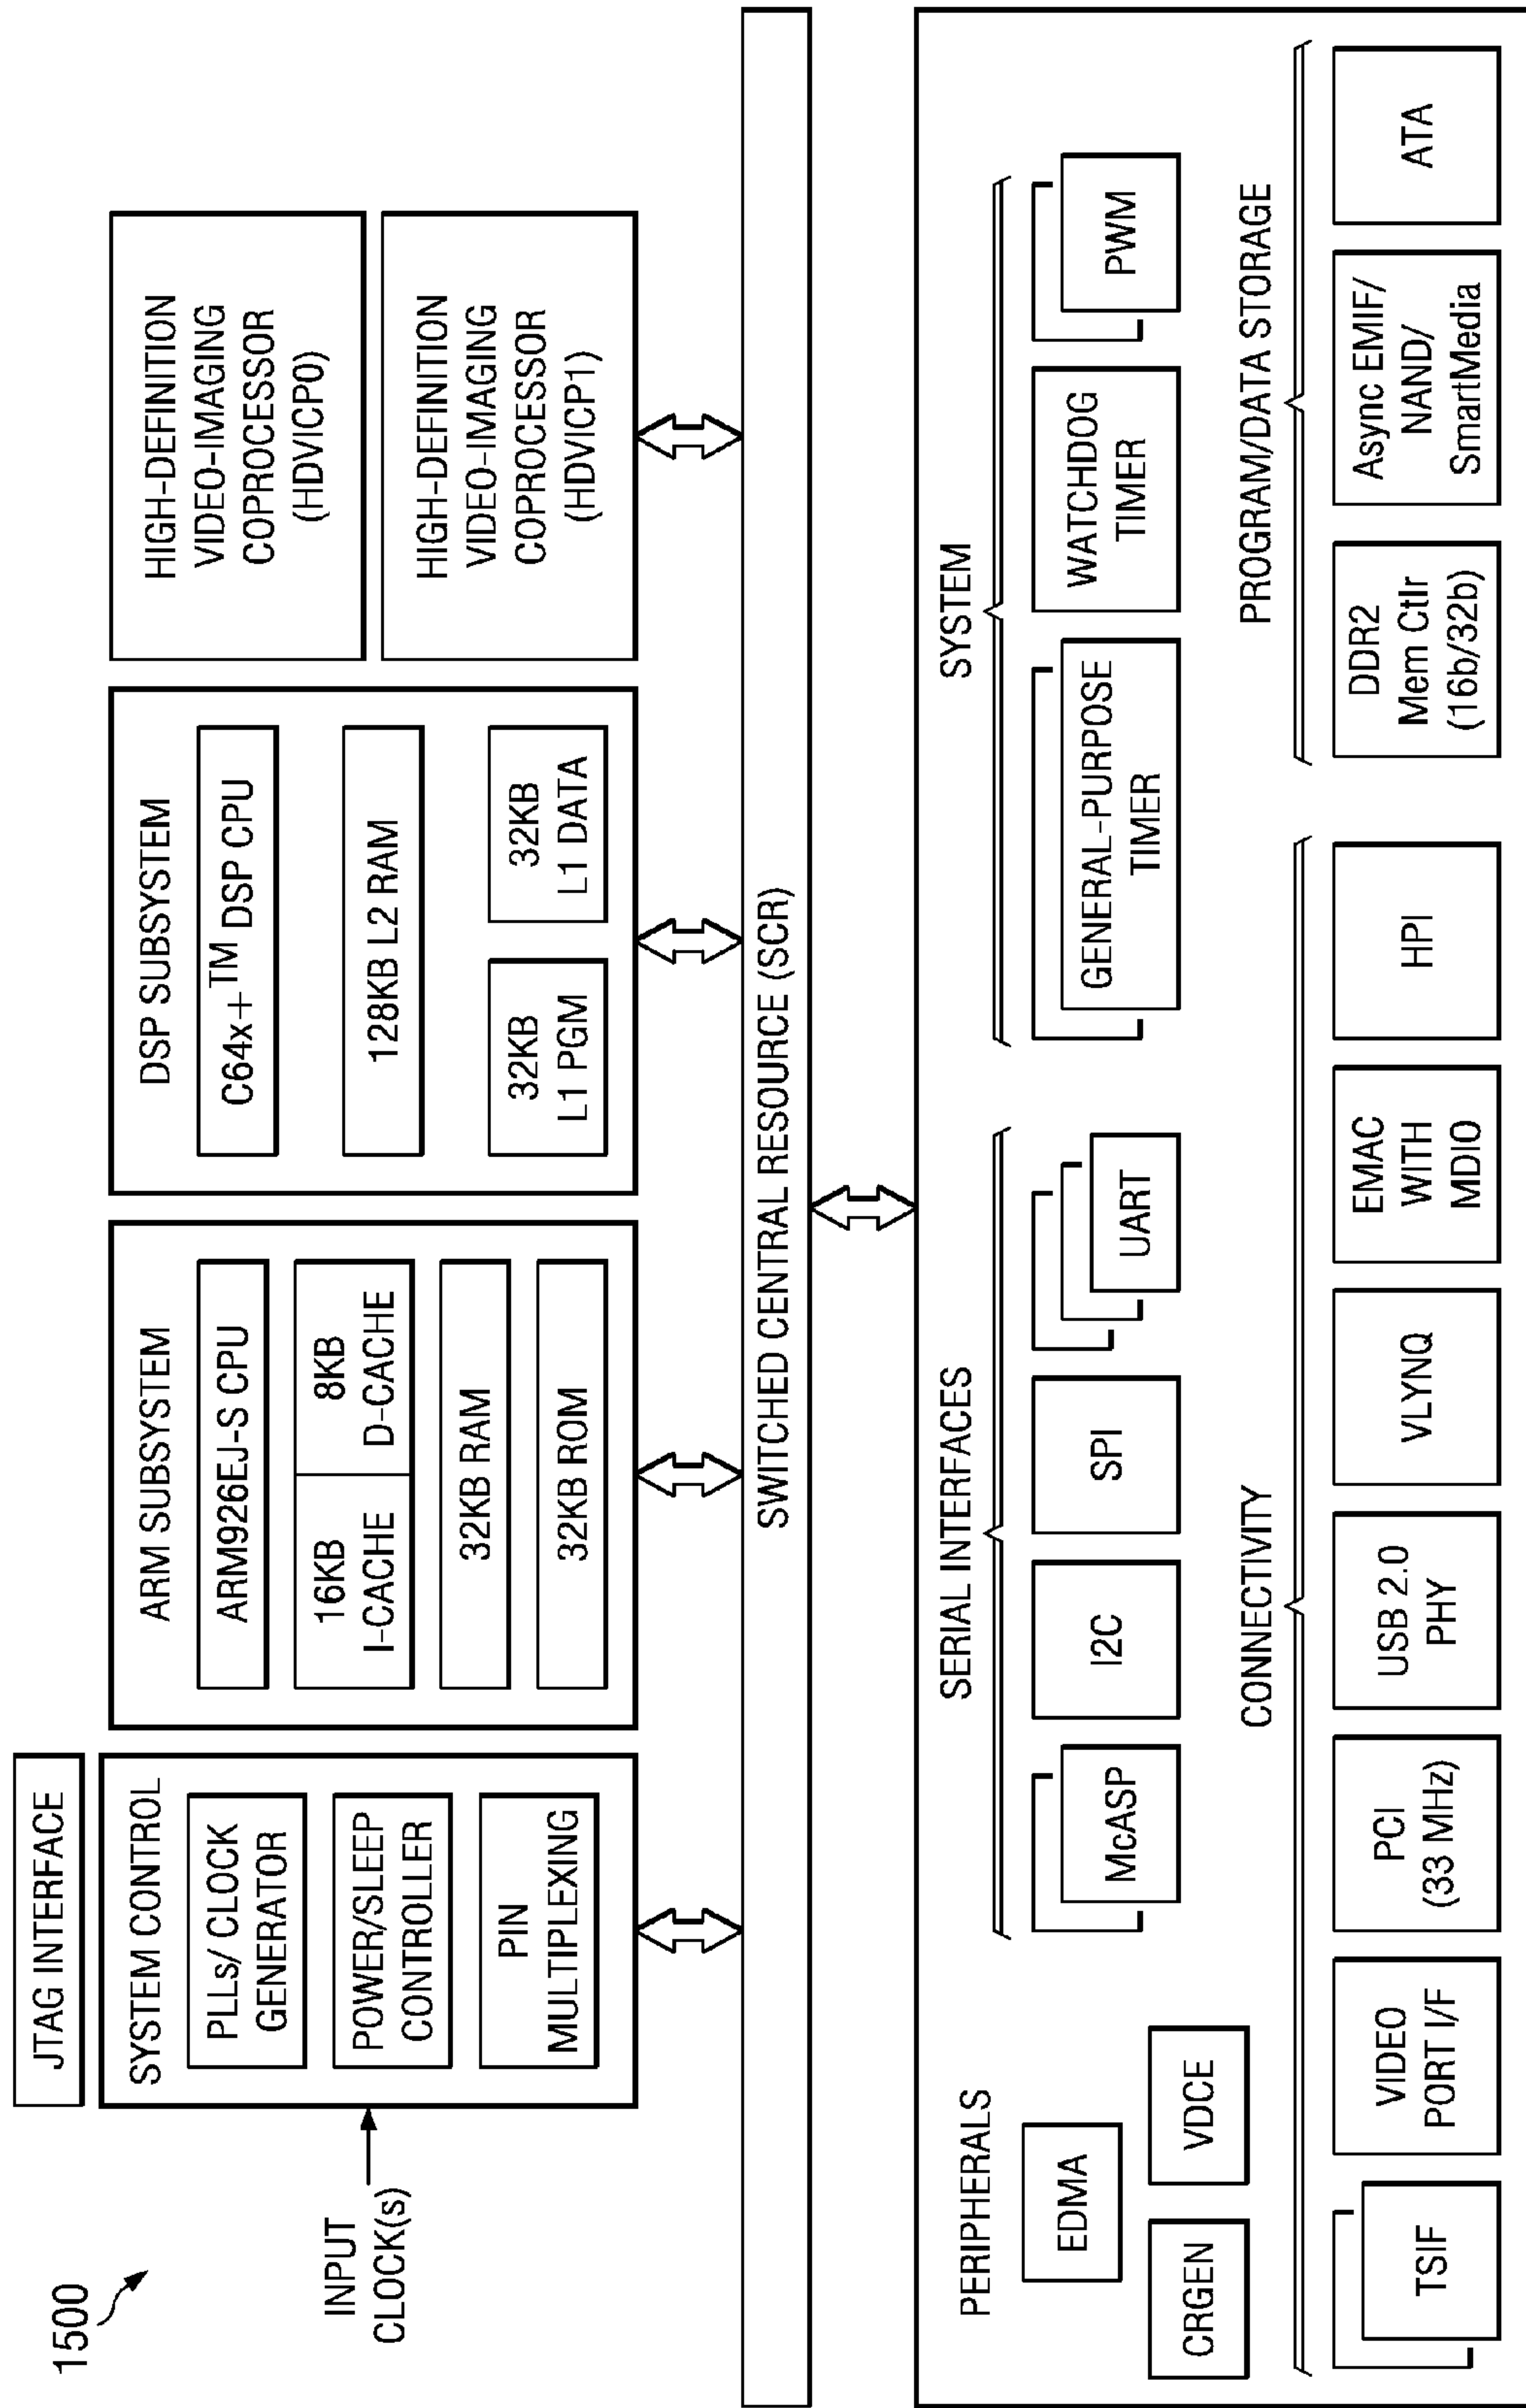 1500
JTAG INTERFACE
INPUT
CLOCK(s)
SYSTEM CONTROL
PLLs/ CLOCK
GENERATOR
POWER/SLEEP
CONTROLLER
PIN
MULTIPLEXING
ARM SUBSYSTEM
ARM926EJ-S CPU
16KB
I-CACHE
8KB
D-CACHE
32KB RAM
32KB ROM
DSP SUBSYSTEM
C64x+TM DSP CPU
128KB L2 RAM
32KB
L1 PGM
32KB
L1 DATA
HIGH-DEFINITION
VIDEO-IMAGING
COPROCESSOR
(HDVICP0)
HIGH-DEFINITION
VIDEO-IMAGING
COPROCESSOR
(HDVICP1)
SWITCHED CENTRAL RESOURCE (SCR)
PERIPHERALS
EDMA
CRGEN
VDCE
SERIAL INTERFACES
McASP
I2C
SPI
UART
SYSTEM
GENERAL-PURPOSE
TIMER
WATCHDOG
TIMER
PWM
CONNECTIVITY
TSIF
VIDEO
PORT I/F
PCI
(33 MHz)
USB 2.0
PHY
VLYNQ
EMAC
WITH
MDIO
HPI
PROGRAM/DATA STORAGE
DDR2
Mem Ctlr
(16b/32b)
Async EMIF/
NAND/
SmartMedia
ATA